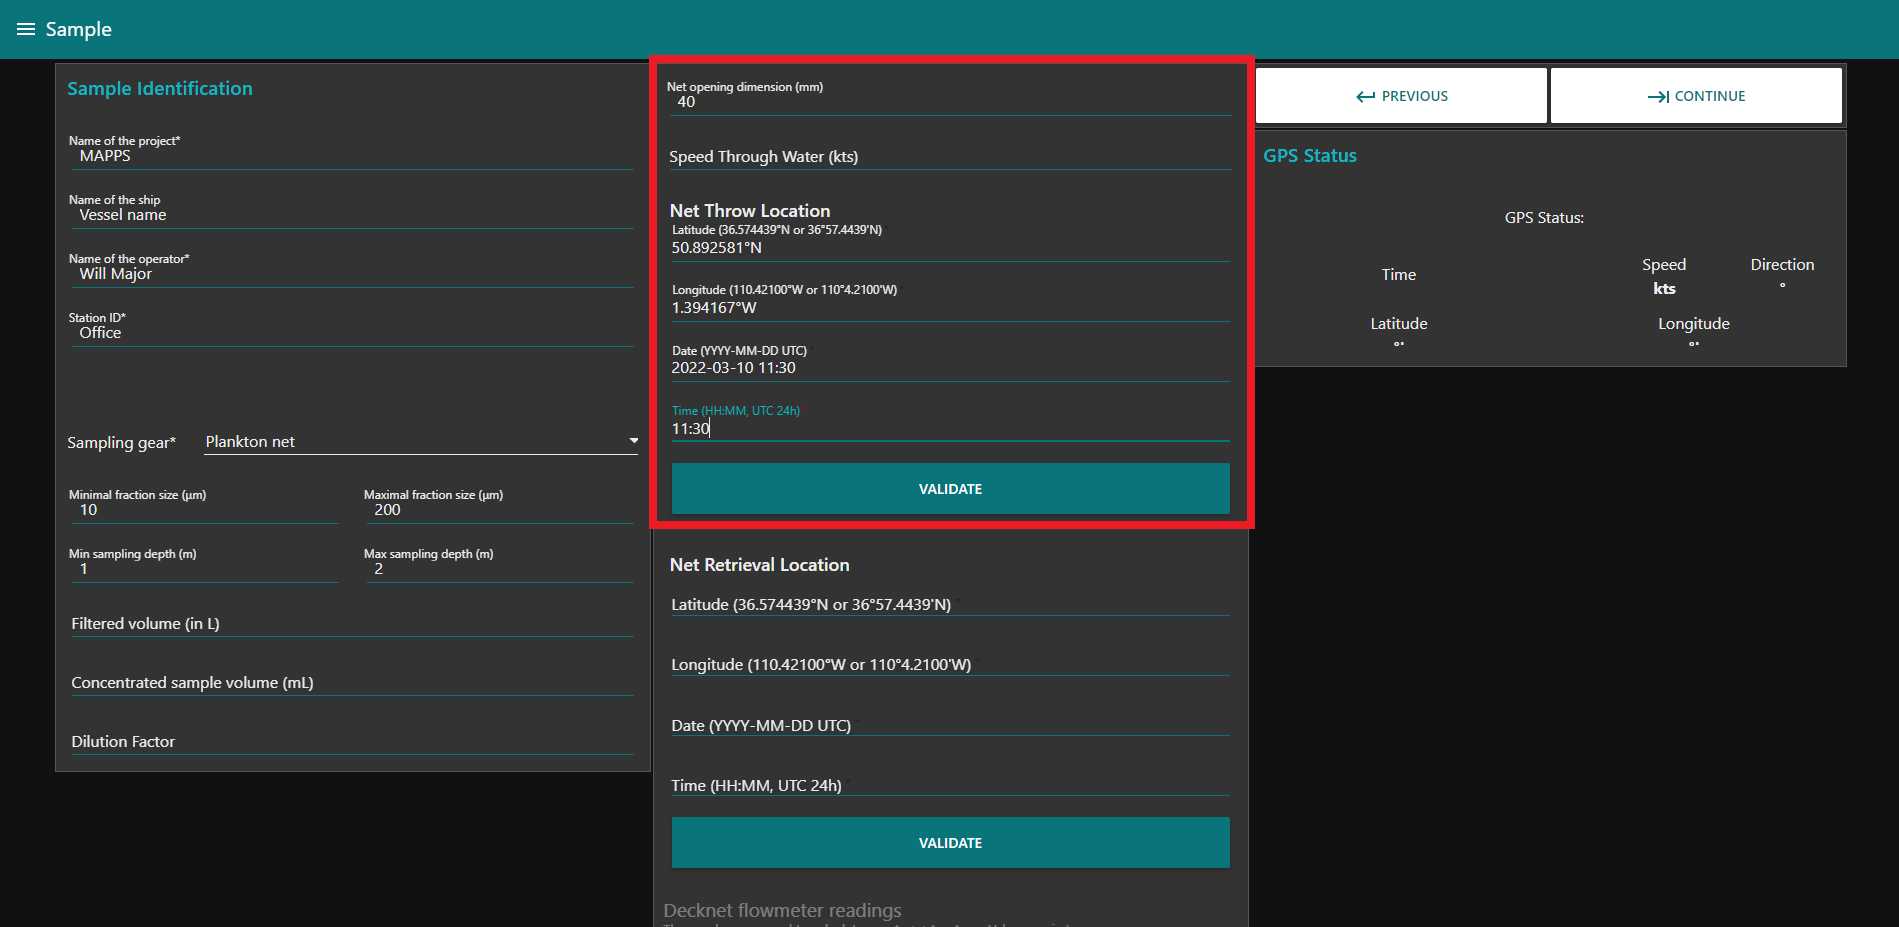 Sample
Sample Identification
Name of the project*
MAPPS
Name of the ship
Vessel name
Name of the operator*
Will Major
Station ID*
Office
Sampling gear* Plankton net
Minimal fraction size (µm) Maximal fraction size (µm)
10 200
Min sampling depth (m) Max sampling depth (m)
1 2
Filtered volume (in L)
Concentrated sample volume (mL)
Dilution Factor
Net opening dimension (mm)
40
Speed Through Water (kts)
Net Throw Location
Latitude (36.574439°N or 36°57.4439'N)
50.892581°N
Longitude (110.42100°W or 110°4.2100'W)
1.394167°W
Date (YYYY-MM-DD UTC)
2022-03-10 11:30
Time (HH:MM, UTC 24h)
11:30
VALIDATE
Net Retrieval Location
Latitude (36.574439°N or 36°57.4439'N)
Longitude (110.42100°W or 110°4.2100'W)
Date (YYYY-MM-DD UTC)
Time (HH:MM, UTC 24h)
VALIDATE
Decknet flowmeter readings
PREVIOUS CONTINUE
GPS Status
GPS Status:
Time Speed Direction
kts °
Latitude Longitude
°' °'